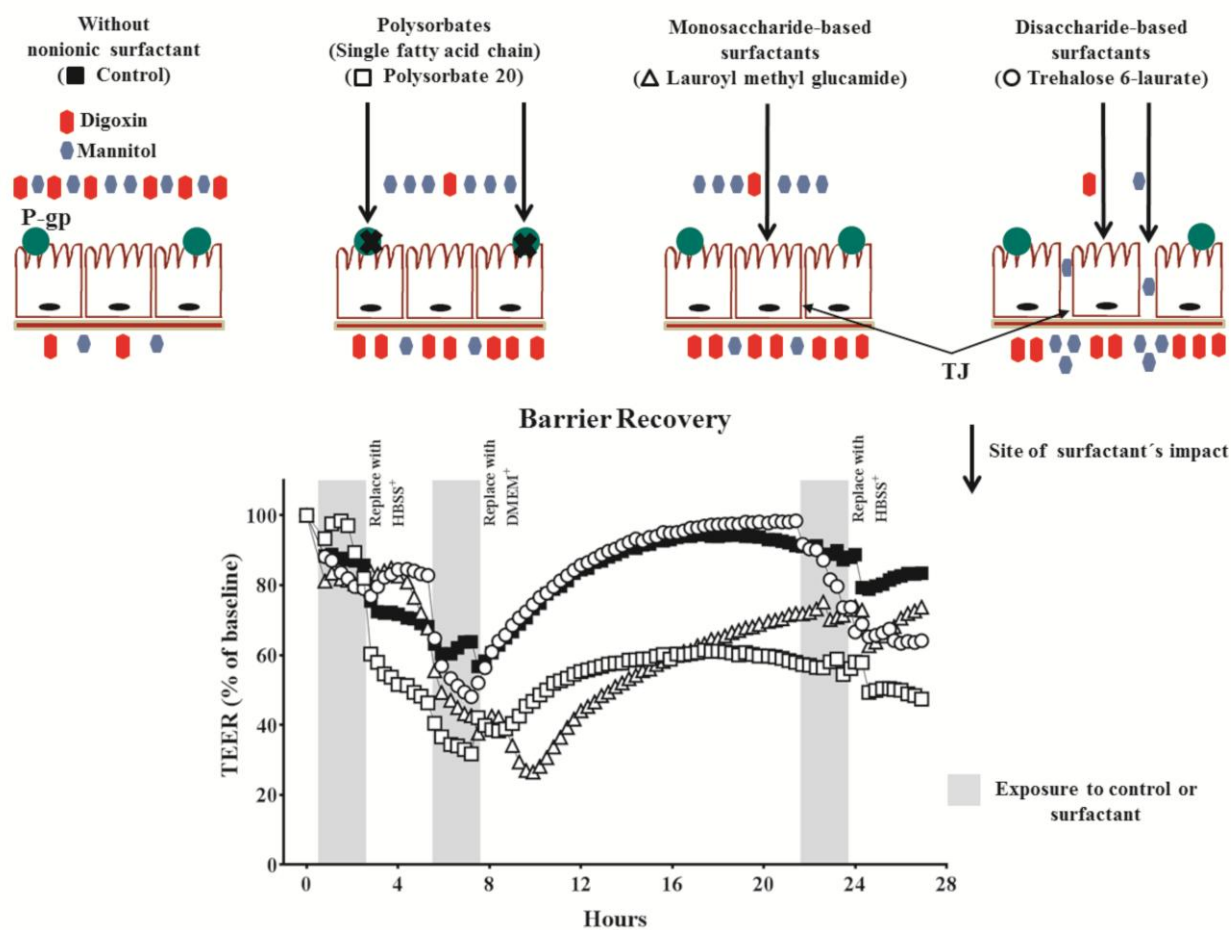 Without
nonionic surfactant
(■ Control)
Digoxin
Mannitol
P-gp
Polysorbates
(Single fatty acid chain)
(□ Polysorbate 20)
Monosaccharide-based
surfactants
(△ Lauroyl methyl glucamide)
Disaccharide-based
surfactants
(○ Trehalose 6-laurate)
TJ
Site of surfactant´s impact
Barrier Recovery
Replace with
HBSS⁺
Replace with
DMEM⁺
Replace with
HBSS⁺
TEER (% of baseline)
100
80
60
40
20
0
0 4 8 12 16 20 24 28
Hours
Exposure to control or
surfactant